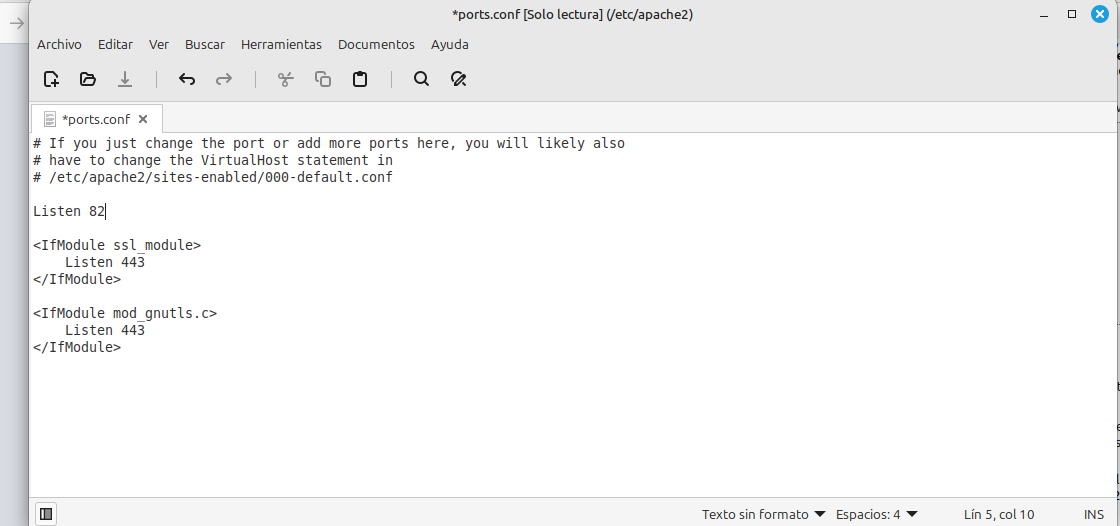 *ports.conf [Solo lectura] (/etc/apache2)
Archivo Editar Ver Buscar Herramientas Documentos Ayuda
*ports.conf
# If you just change the port or add more ports here, you will likely also
# have to change the VirtualHost statement in
# /etc/apache2/sites-enabled/000-default.conf

Listen 82

<IfModule ssl_module>
    Listen 443
</IfModule>

<IfModule mod_gnutls.c>
    Listen 443
</IfModule>
Texto sin formato Espacios: 4 Lín 5, col 10 INS